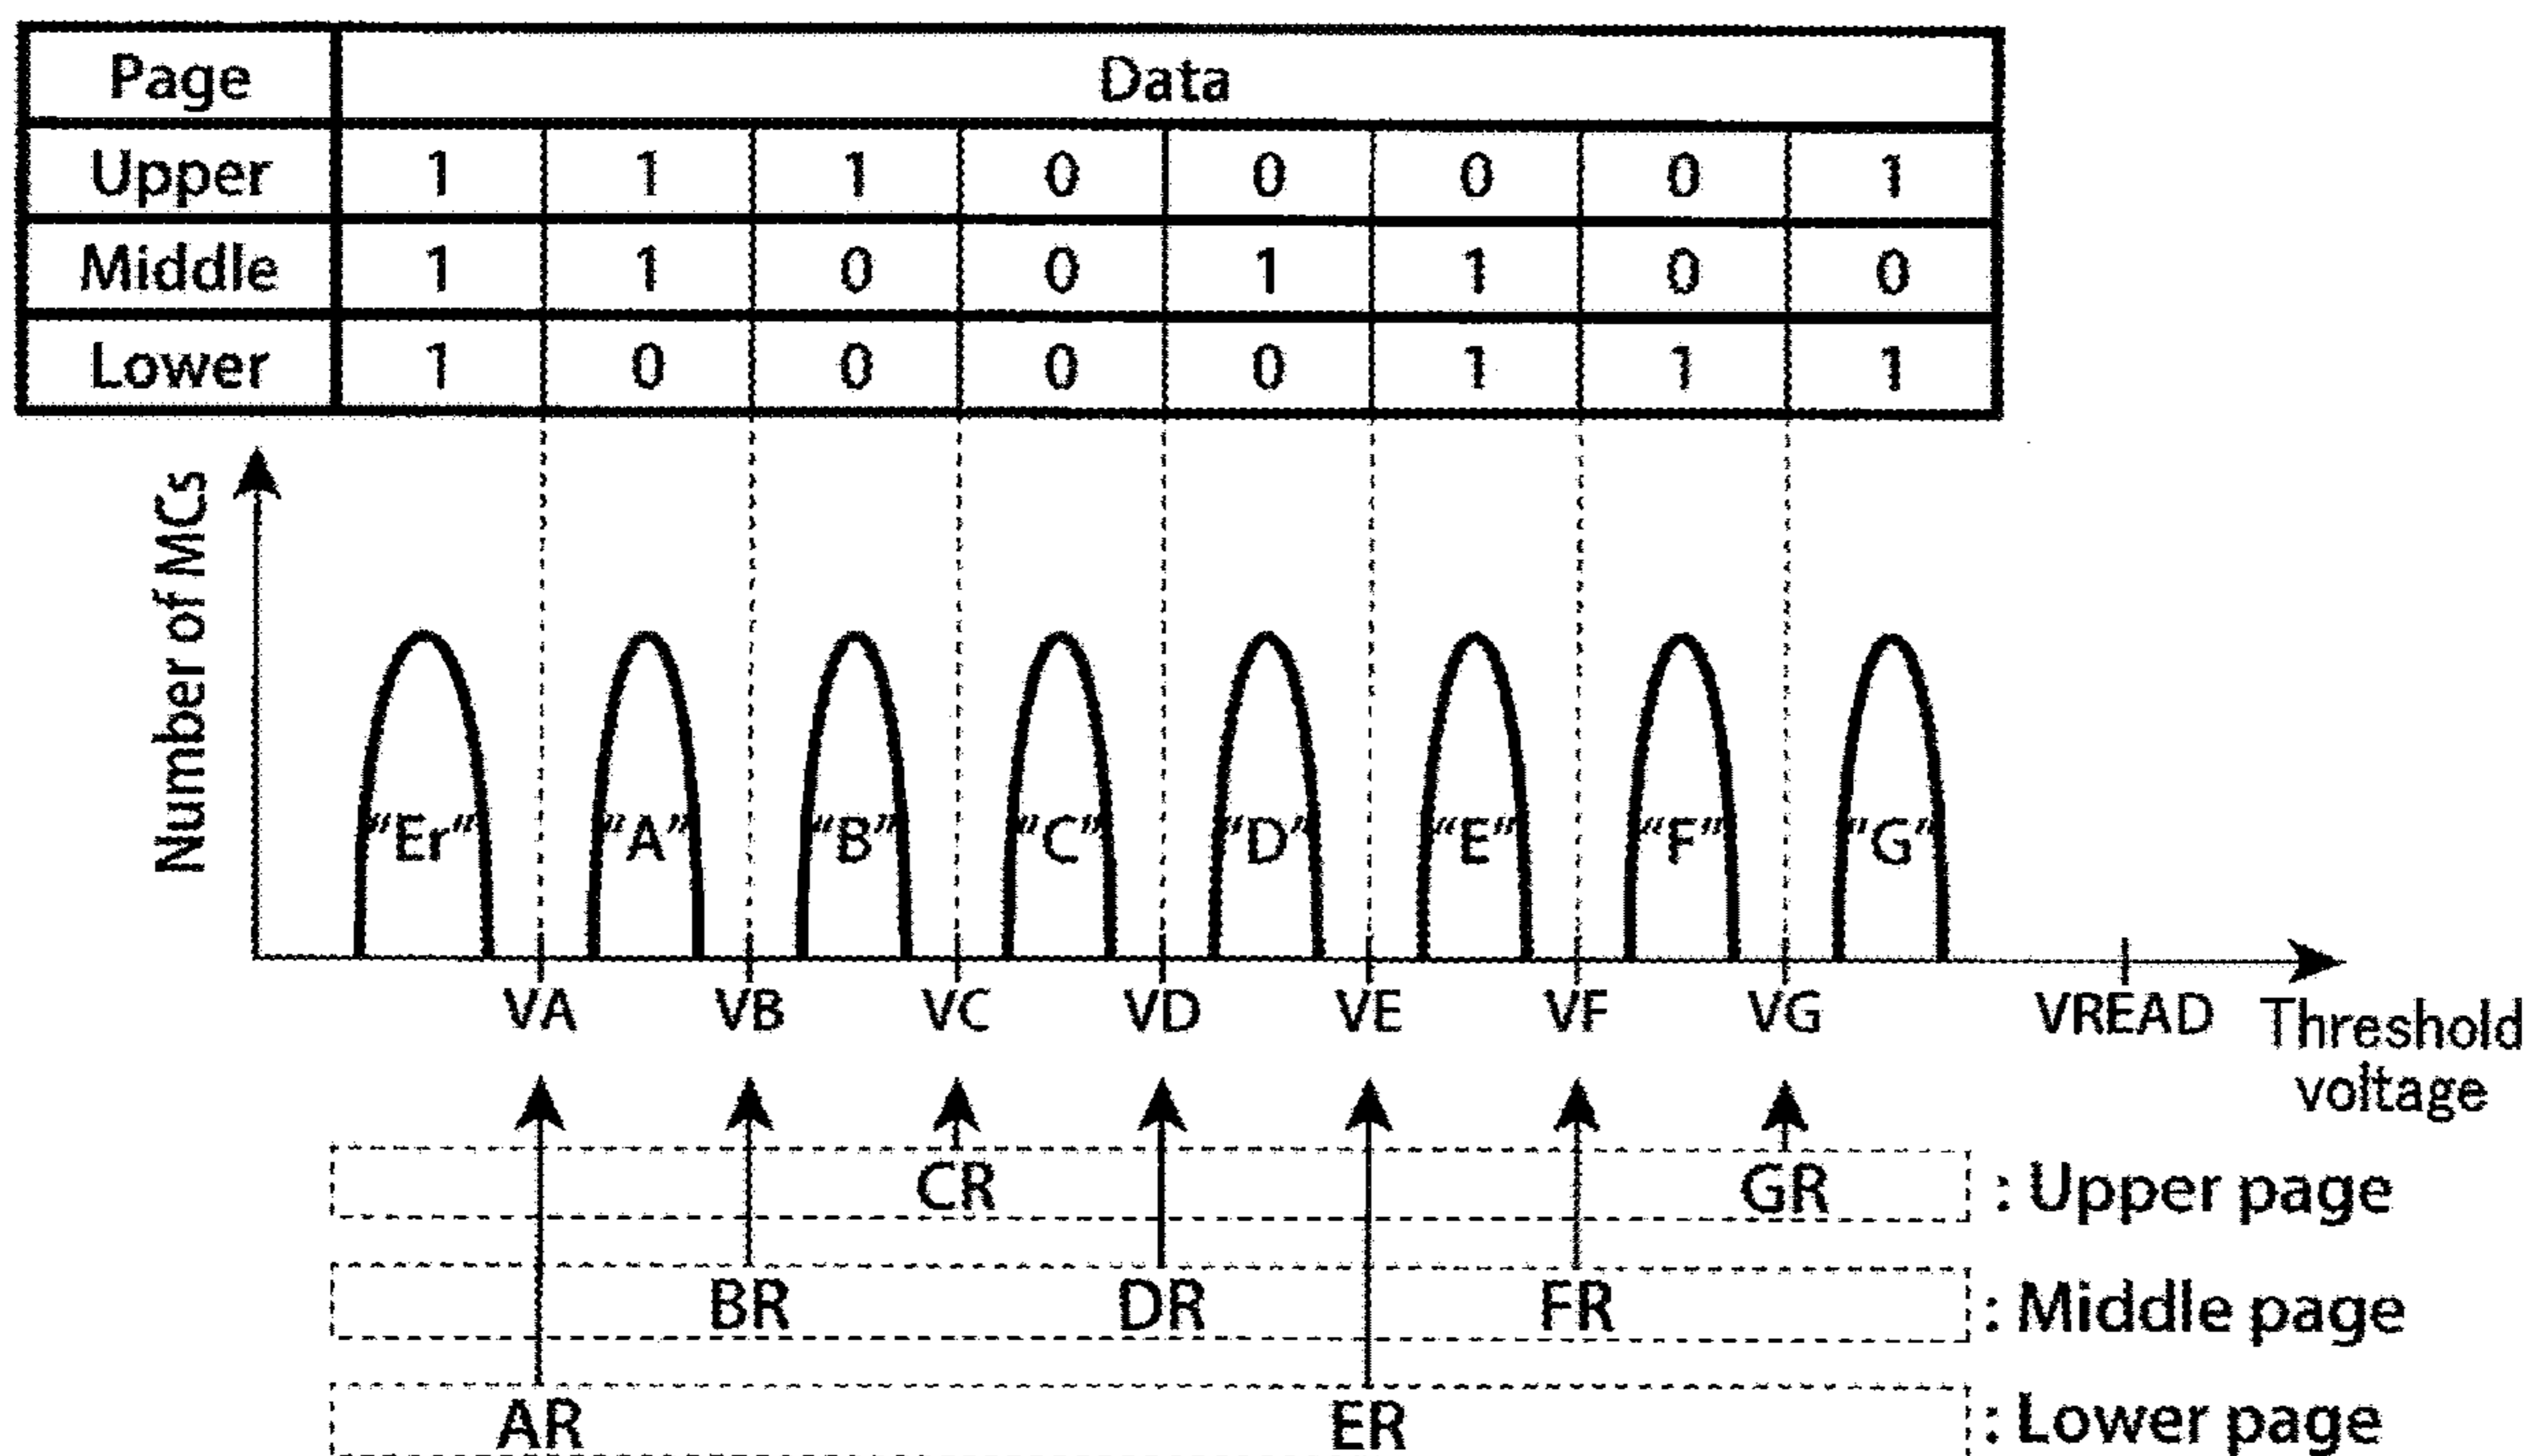 Page Data
Upper 1 1 1 0 0 0 0 1
Middle 1 1 0 0 1 1 0 0
Lower 1 0 0 0 0 1 1 1
Number of MCs
"Er" "A" "B" "C" "D" "E" "F" "G"
VA VB VC VD VE VF VG VREAD Threshold
voltage
CR GR : Upper page
BR DR FR : Middle page
AR ER : Lower page